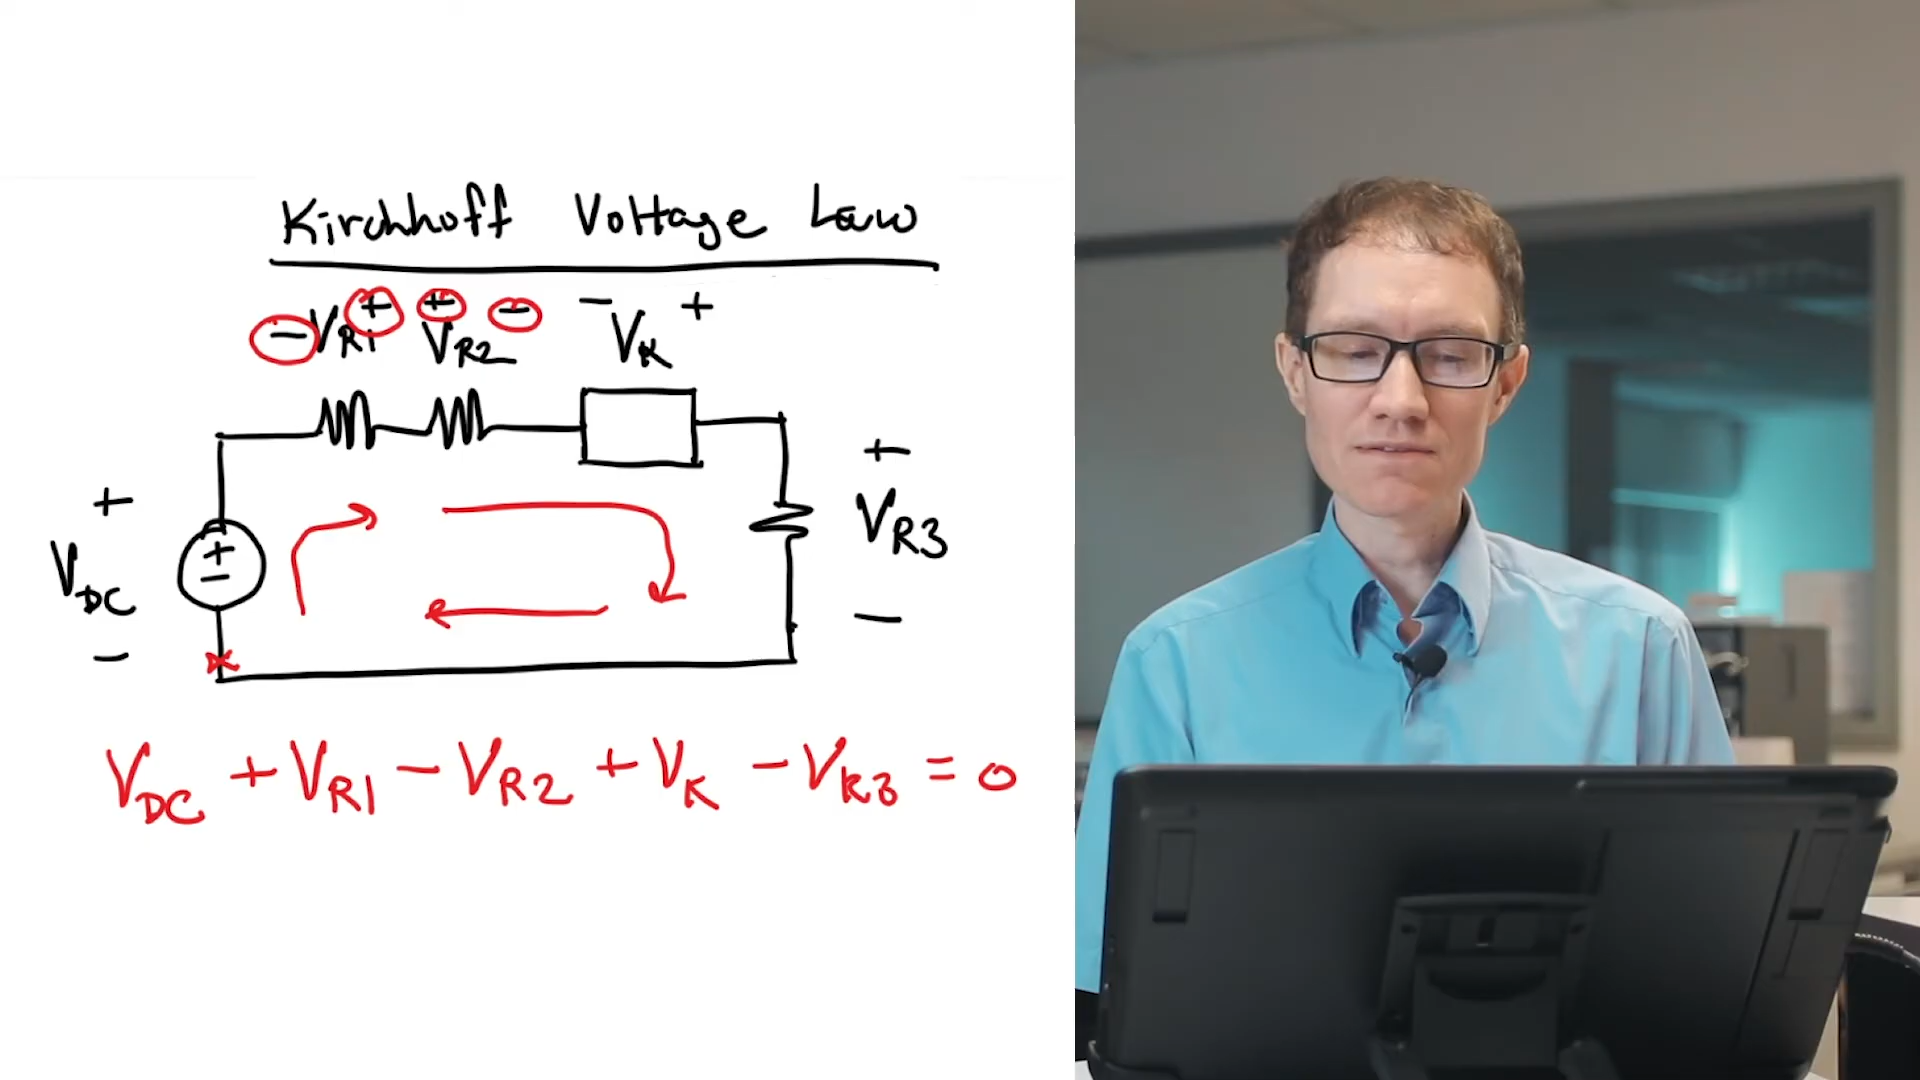 Kirchhoff Voltage Law
− VR1 + + VR2 − − VK +
+ VDC −
+
−
+ VR3 −
VDC + VR1 − VR2 + VK − VR3 = 0